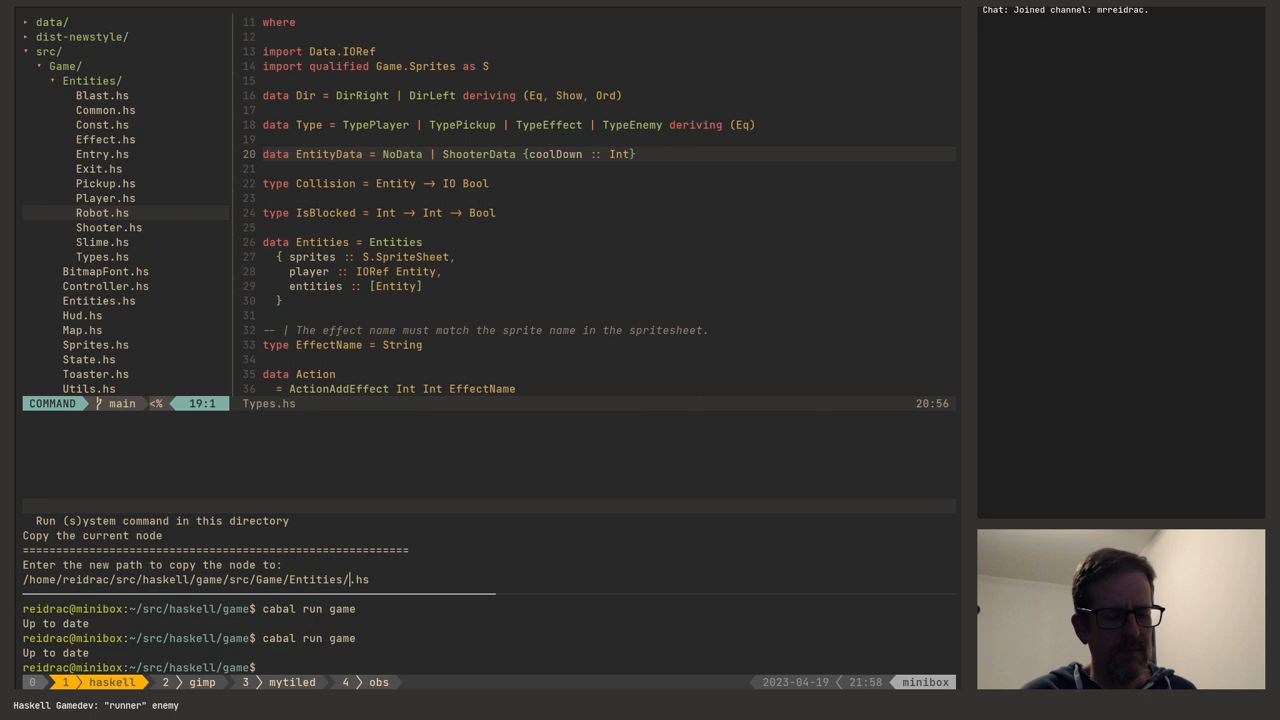 ▸ data/
▸ dist-newstyle/
▾ src/
▾ Game/
▾ Entities/
Blast.hs
Common.hs
Const.hs
Effect.hs
Entry.hs
Exit.hs
Pickup.hs
Player.hs
Robot.hs
Shooter.hs
Slime.hs
Types.hs
BitmapFont.hs
Controller.hs
Entities.hs
Hud.hs
Map.hs
Sprites.hs
State.hs
Toaster.hs
Utils.hs
COMMAND main <% 19:1
11 where
12
13 import Data.IORef
14 import qualified Game.Sprites as S
15
16 data Dir = DirRight | DirLeft deriving (Eq, Show, Ord)
17
18 data Type = TypePlayer | TypePickup | TypeEffect | TypeEnemy deriving (Eq)
19
20 data EntityData = NoData | ShooterData {coolDown :: Int}
21
22 type Collision = Entity -> IO Bool
23
24 type IsBlocked = Int -> Int -> Bool
25
26 data Entities = Entities
27 { sprites :: S.SpriteSheet,
28 player :: IORef Entity,
29 entities :: [Entity]
30 }
31
32 -- | The effect name must match the sprite name in the spritesheet.
33 type EffectName = String
34
35 data Action
36 = ActionAddEffect Int Int EffectName
Types.hs 20:56
Run (s)ystem command in this directory
Copy the current node
==========================================================
Enter the new path to copy the node to:
/home/reidrac/src/haskell/game/src/Game/Entities/.hs
reidrac@minibox:~/src/haskell/game$ cabal run game
Up to date
reidrac@minibox:~/src/haskell/game$ cabal run game
Up to date
reidrac@minibox:~/src/haskell/game$
0 1 haskell 2 gimp 3 mytiled 4 obs 2023-04-19 21:58 minibox
Haskell Gamedev: "runner" enemy
Chat: Joined channel: mrreidrac.